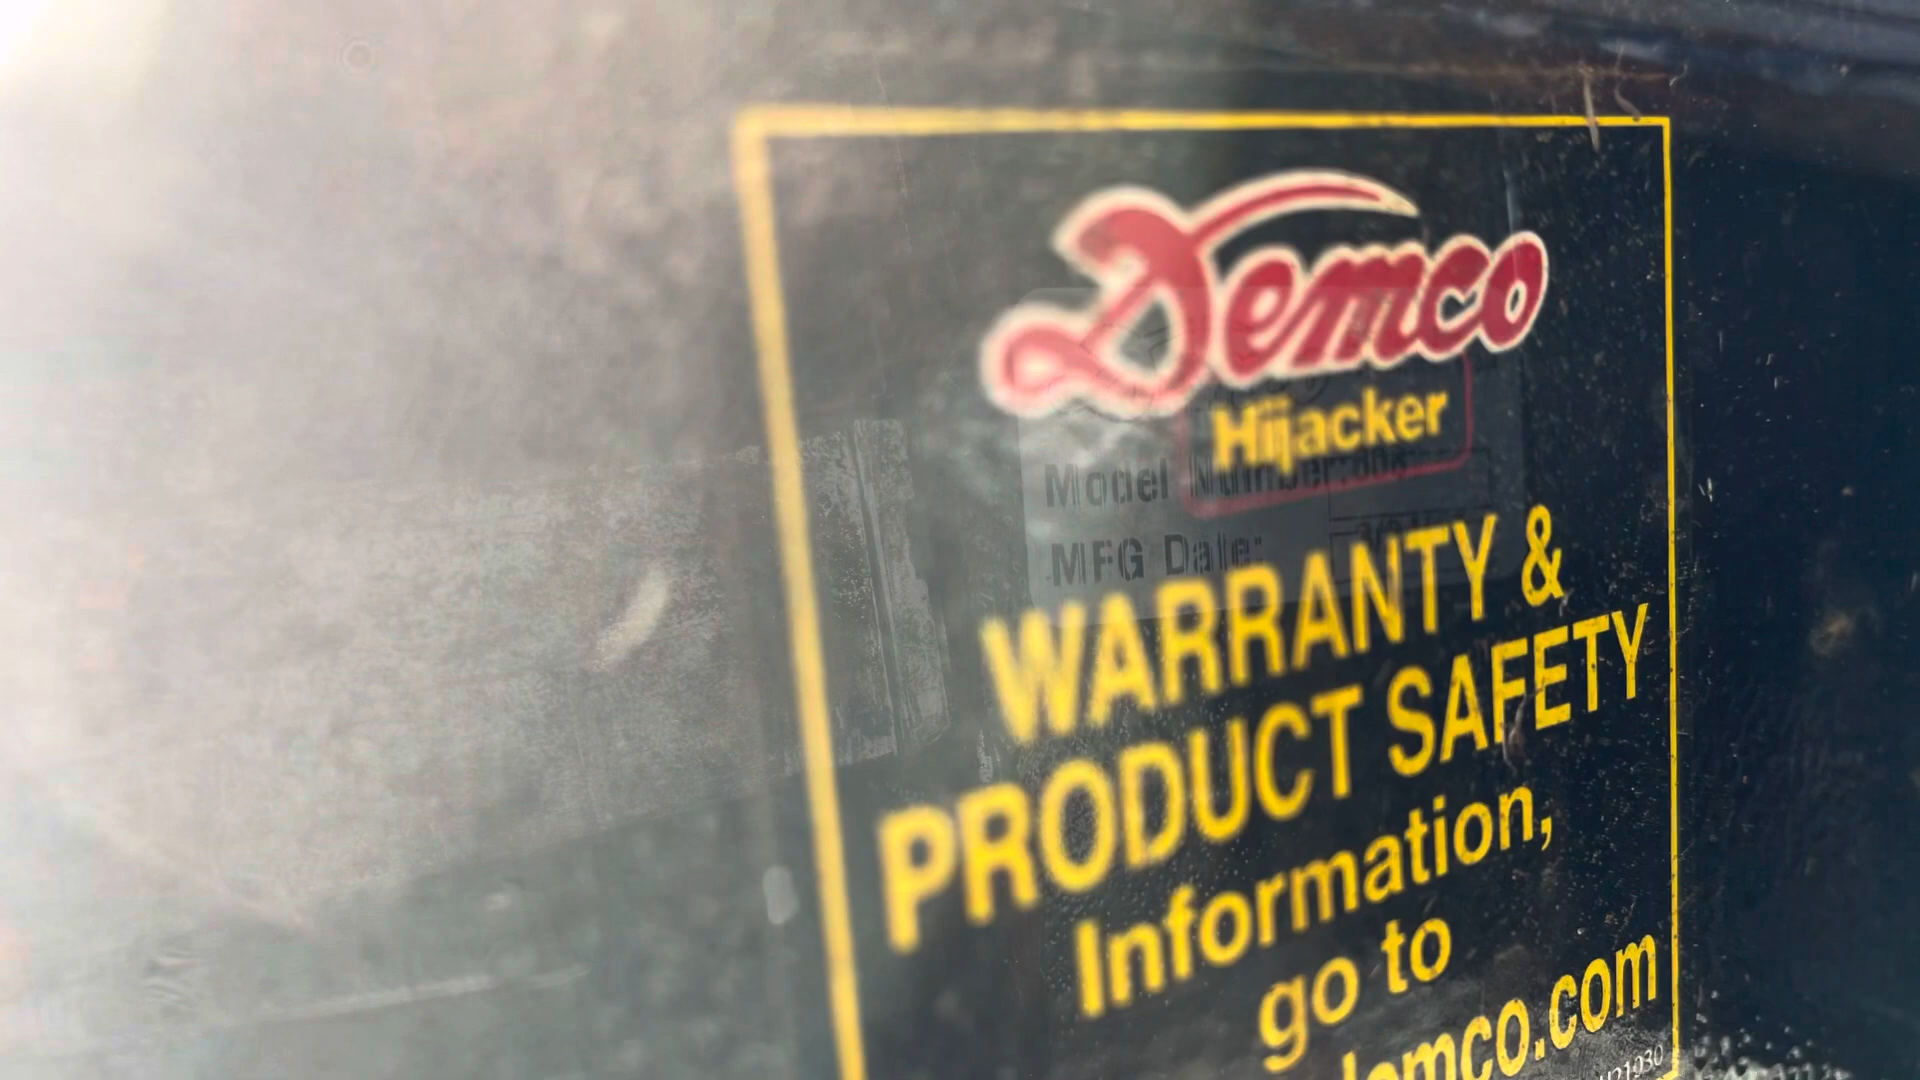 Demco
Hijacker
Model Number:
MFG Date:
WARRANTY &
PRODUCT SAFETY
Information,
go to
demco.com